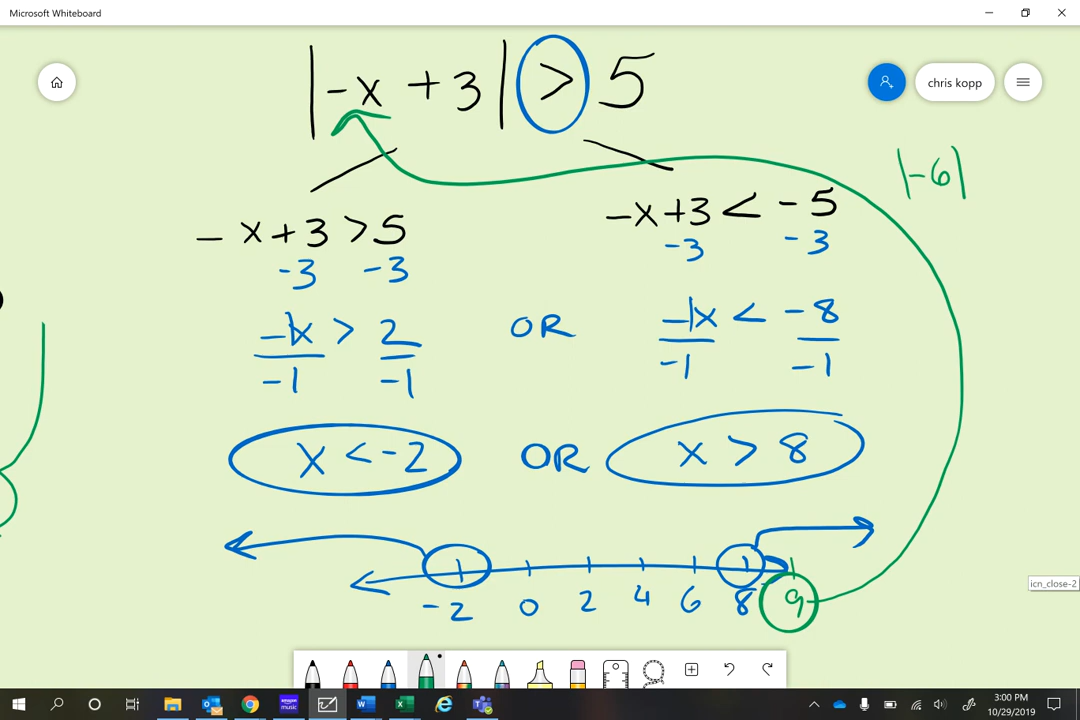 Microsoft Whiteboard
|-x + 3| > 5
chris kopp
|-6|
-x+3 > 5
-x+3 < -5
-3 -3
-3 -3
-1x > 2
OR
-1x < -8
-1 -1
-1 -1
x < -2
OR
x > 8
-2 0 2 4 6 8 9
icn_close-2
3:00 PM
10/29/2019